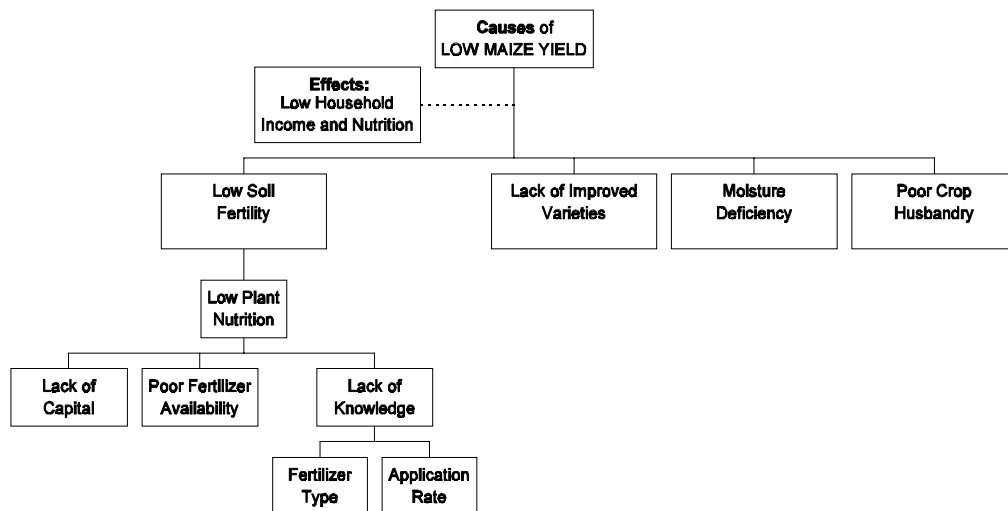 Causes of
LOW MAIZE YIELD
Effects:
Low Household
Income and Nutrition
Low Soil
Fertility
Lack of Improved
Varieties
Moisture
Deficiency
Poor Crop
Husbandry
Low Plant
Nutrition
Lack of
Capital
Poor Fertilizer
Availability
Lack of
Knowledge
Fertilizer
Type
Application
Rate